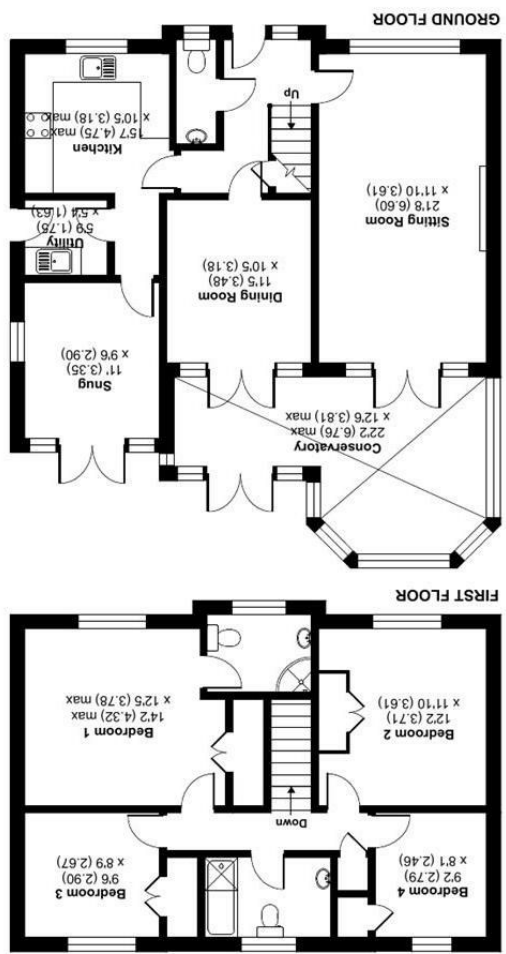 FIRST FLOOR
Bedroom 4
9'2 (2.79)
x 8'1 (2.46)
Bedroom 3
9'6 (2.90)
x 8'9 (2.67)
Down
Bedroom 2
12'2 (3.71)
x 11'10 (3.61)
Bedroom 1
14'2 (4.32) max
x 12'5 (3.78) max
GROUND FLOOR
Conservatory
22'2 (6.76) max
x 12'6 (3.81) max
Snug
11' (3.35)
x 9'6 (2.90)
Dining Room
11'5 (3.48)
x 10'5 (3.18)
Utility
5'9 (1.75)
x 5'4 (1.63)
Sitting Room
21'8 (6.60)
x 11'10 (3.61)
Kitchen
15'7 (4.75) max
x 10'5 (3.18) max
Up